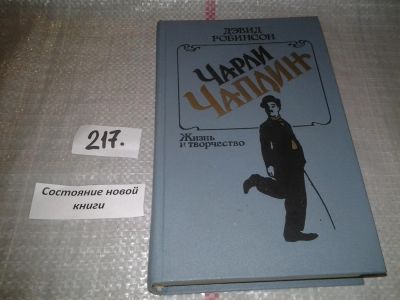 ДЭВИД
РОБИНСОН
ЧАРЛИ
ЧАПЛИН
Жизнь
и творчество
217.
Состояние новой
книги